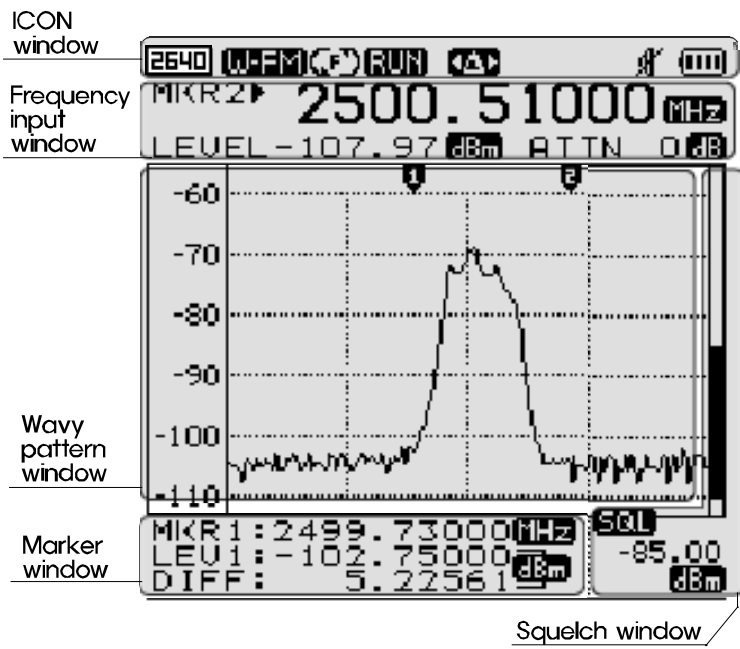 ICON
window
2640 W-FM F RUN
Frequency
input
window
MKR2 2500.51000 MHz
LEVEL-107.97 dBm ATTN 0 dB
1 2
-60
-70
-80
-90
-100
-110
Wavy
pattern
window
Marker
window
MKR1:2499.73000 MHz
LEV1:-102.75000
DIFF: 5.22561
dBm
SQL
-85.00
dBm
Squelch window